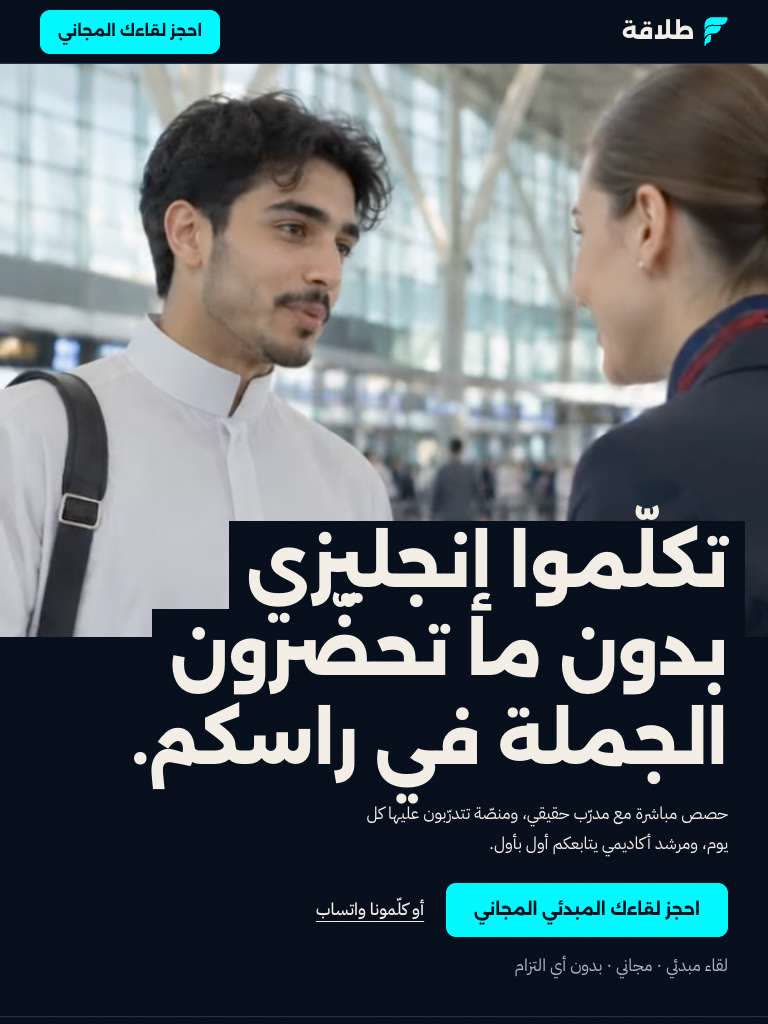 طلاقة
احجز لقاءك المجاني
تكلّموا إنجليزي
بدون ما تحضّرون
الجملة في راسكم.
حصص مباشرة مع مدرّب حقيقي، ومنصّة تتدرّبون عليها كل
يوم، ومرشد أكاديمي يتابعكم أول بأول.
احجز لقاءك المبدئي المجاني
أو كلّمونا واتساب
لقاء مبدئي · مجاني · بدون أي التزام